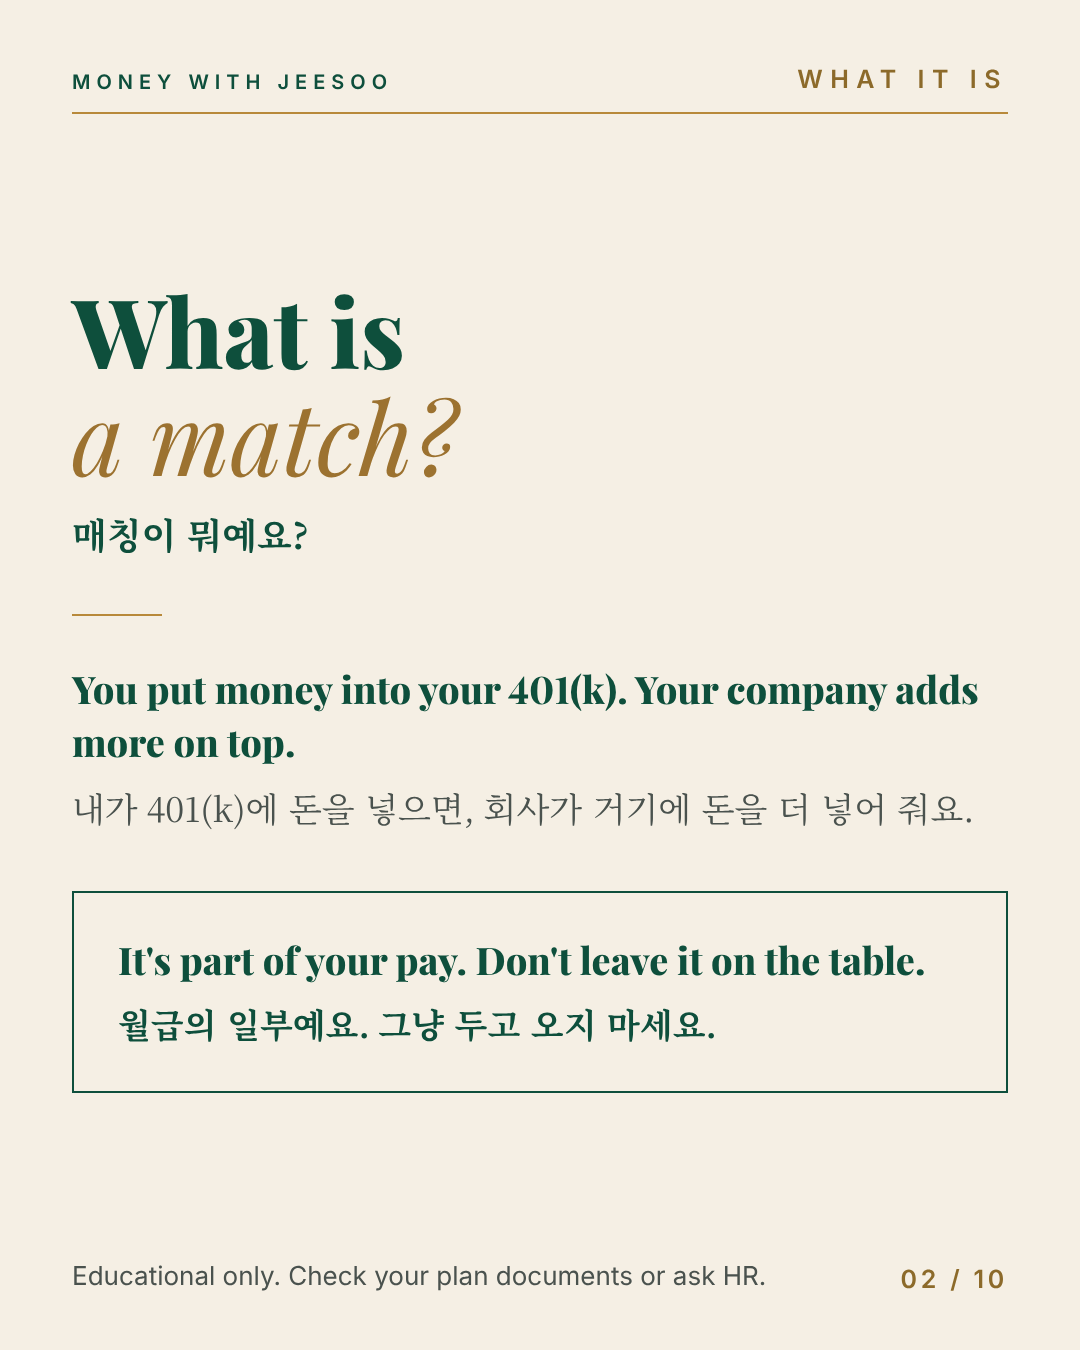 MONEY WITH JEESOO
WHAT IT IS
What is
a match?
매칭이 뭐예요?
You put money into your 401(k). Your company adds
more on top.
내가 401(k)에 돈을 넣으면, 회사가 거기에 돈을 더 넣어 줘요.
It's part of your pay. Don't leave it on the table.
월급의 일부예요. 그냥 두고 오지 마세요.
Educational only. Check your plan documents or ask HR.
02 / 10